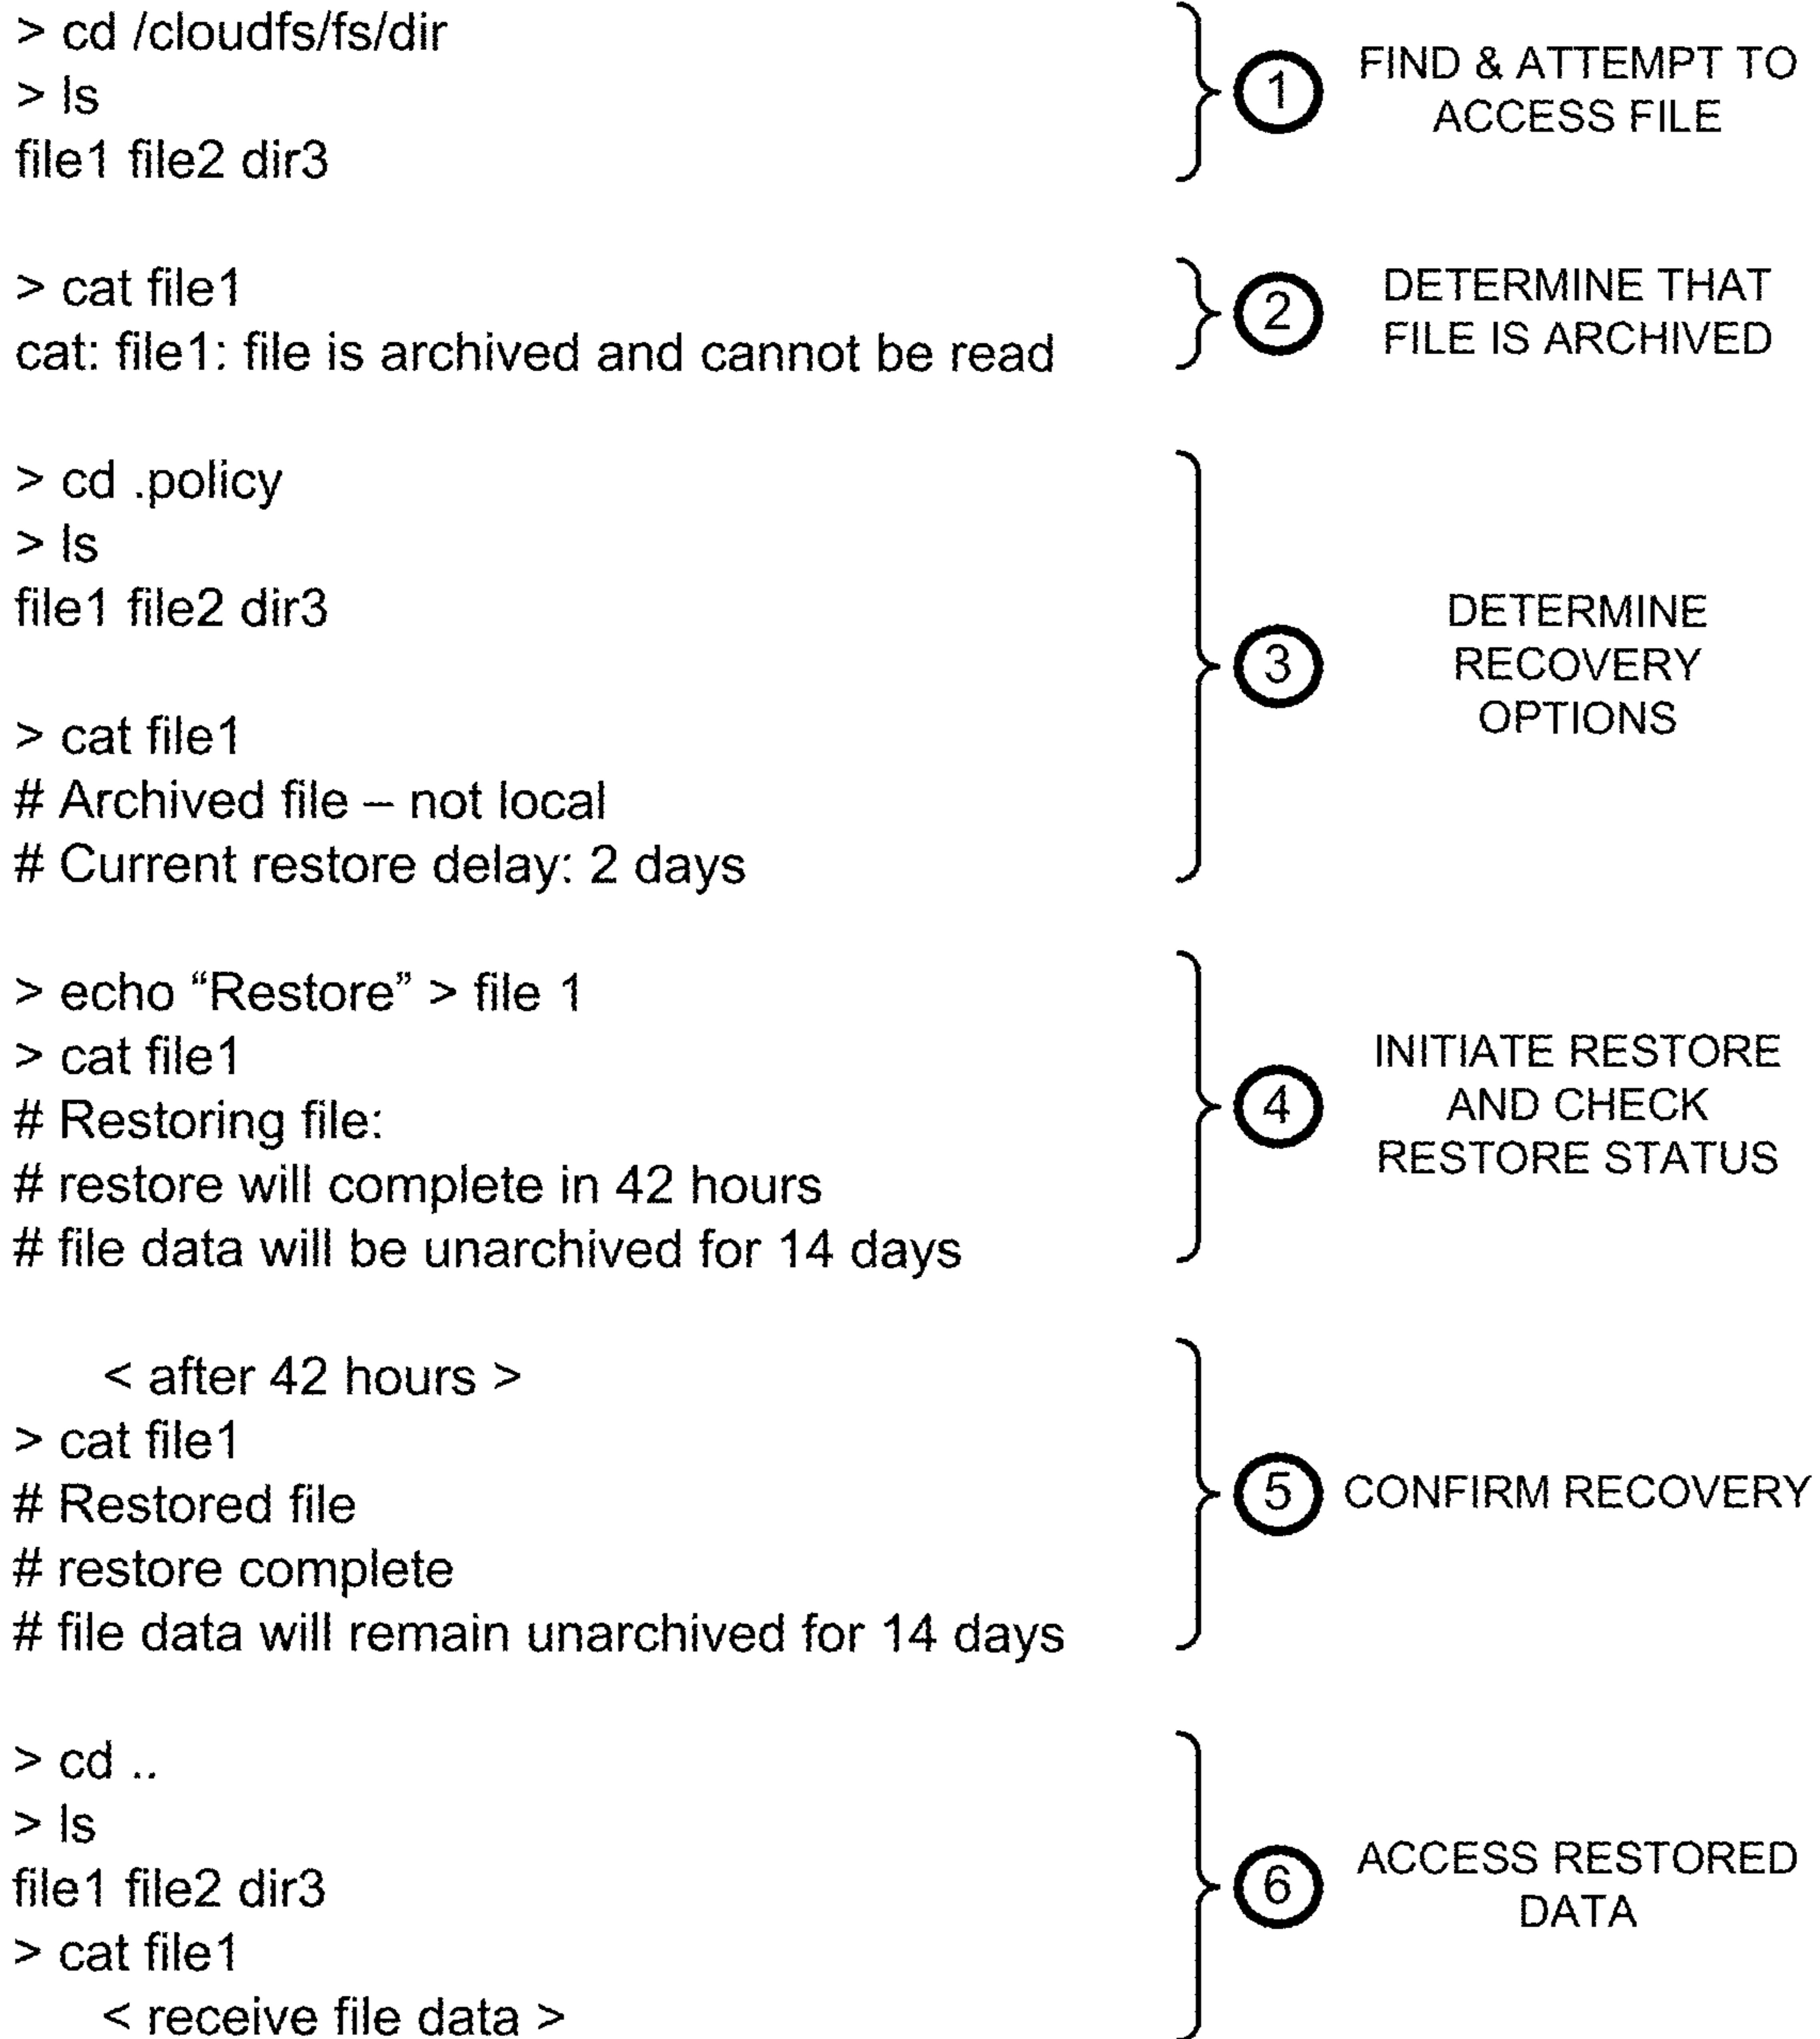 > cd /cloudfs/fs/dir
> ls
file1 file2 dir3
1
FIND & ATTEMPT TO
ACCESS FILE
> cat file1
cat: file1: file is archived and cannot be read
2
DETERMINE THAT
FILE IS ARCHIVED
> cd .policy
> ls
file1 file2 dir3
> cat file1
# Archived file – not local
# Current restore delay: 2 days
3
DETERMINE
RECOVERY
OPTIONS
> echo “Restore” > file 1
> cat file1
# Restoring file:
# restore will complete in 42 hours
# file data will be unarchived for 14 days
4
INITIATE RESTORE
AND CHECK
RESTORE STATUS
< after 42 hours >
> cat file1
# Restored file
# restore complete
# file data will remain unarchived for 14 days
5
CONFIRM RECOVERY
> cd ..
> ls
file1 file2 dir3
> cat file1
< receive file data >
6
ACCESS RESTORED
DATA